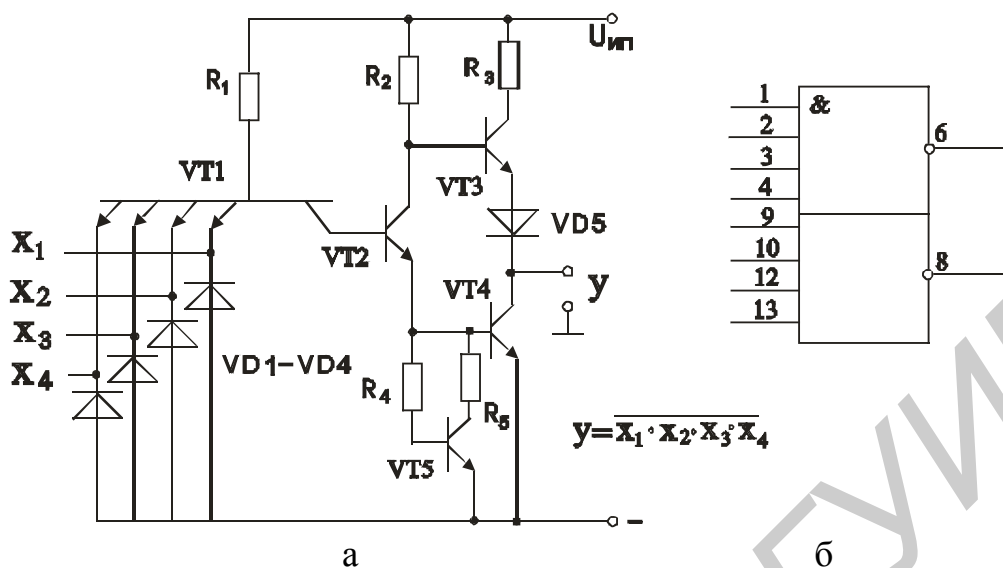 Uип
R1
R2
R3
VT1
VT2
VT3
VD5
X1
X2
X3
X4
y
VT4
VD1–VD4
R4
R5
VT5
–
а
&
1
2
3
4
9
10
12
13
6
8
y=x1·x2·x3·x4
б
ГУИ